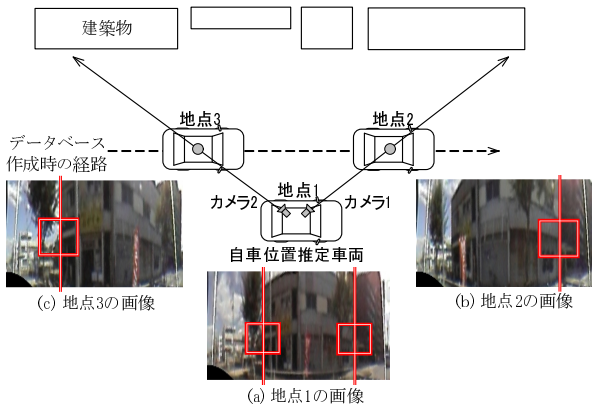 建築物
地点3
地点2
データベース
作成時の経路
地点1
カメラ2
カメラ1
自車位置推定車両
(c) 地点3の画像
(b) 地点2の画像
(a) 地点1の画像